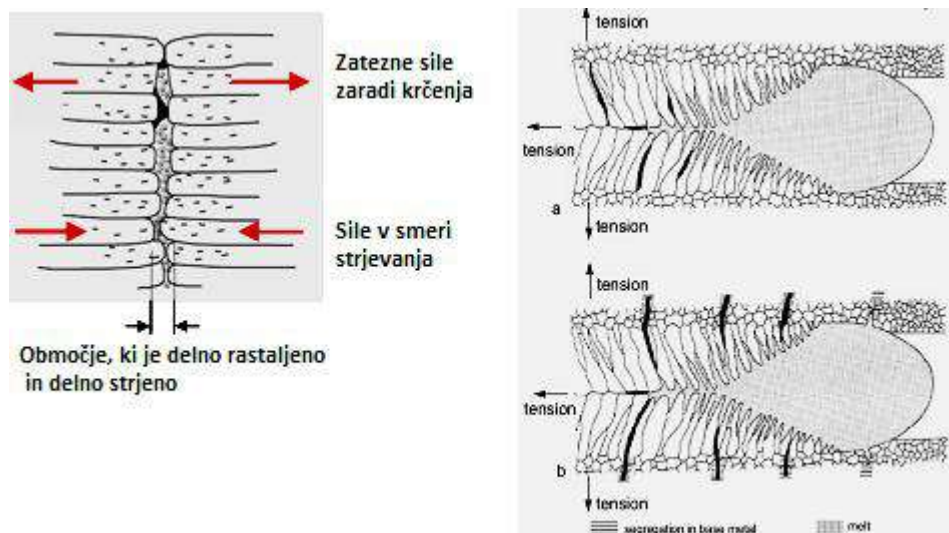 Zatezne sile
zaradi krčenja
Sile v smeri
strjevanja
Območje, ki je delno rastaljeno
in delno strjeno
tension
tension
a
tension
tension
tension
b
tension
segregation in base metal
melt